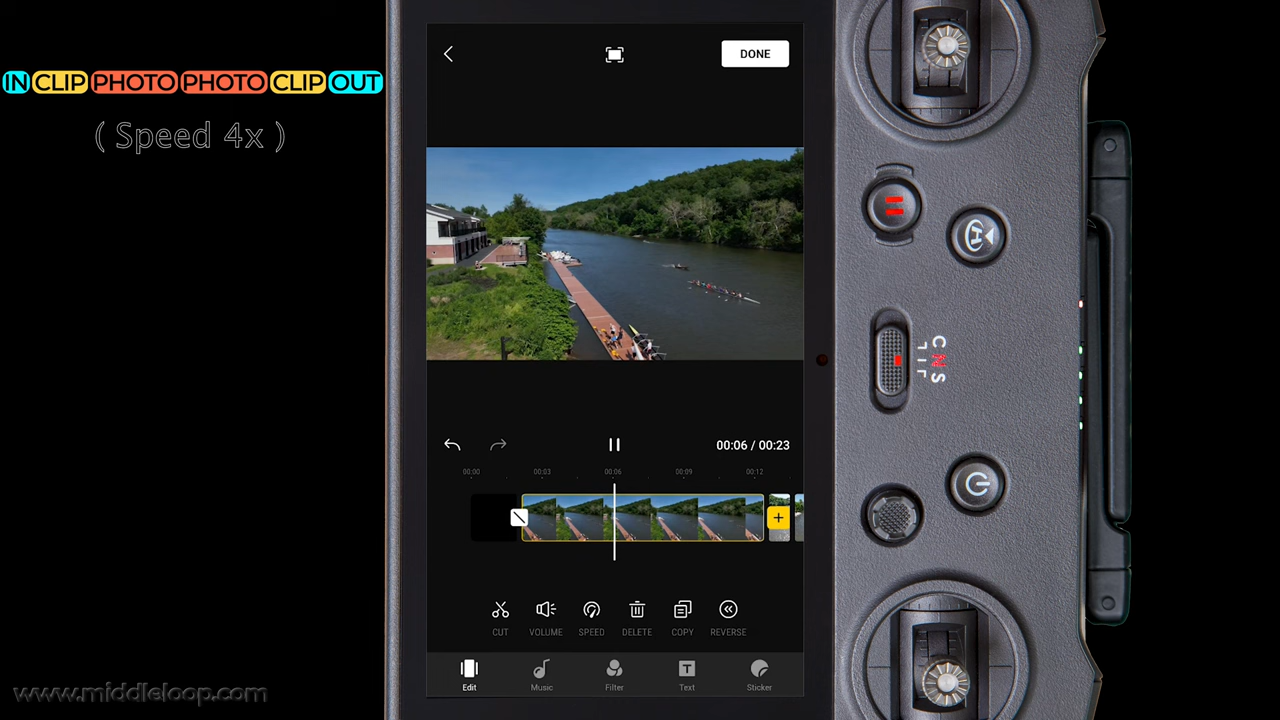 IN CLIP PHOTO PHOTO CLIP OUT
( Speed 4x )
DONE
00:06 / 00:23
00:00 00:03 00:06 00:09 00:12
CUT VOLUME SPEED DELETE COPY REVERSE
Edit Music Filter Text Sticker
C N S
H
www.middleloop.com